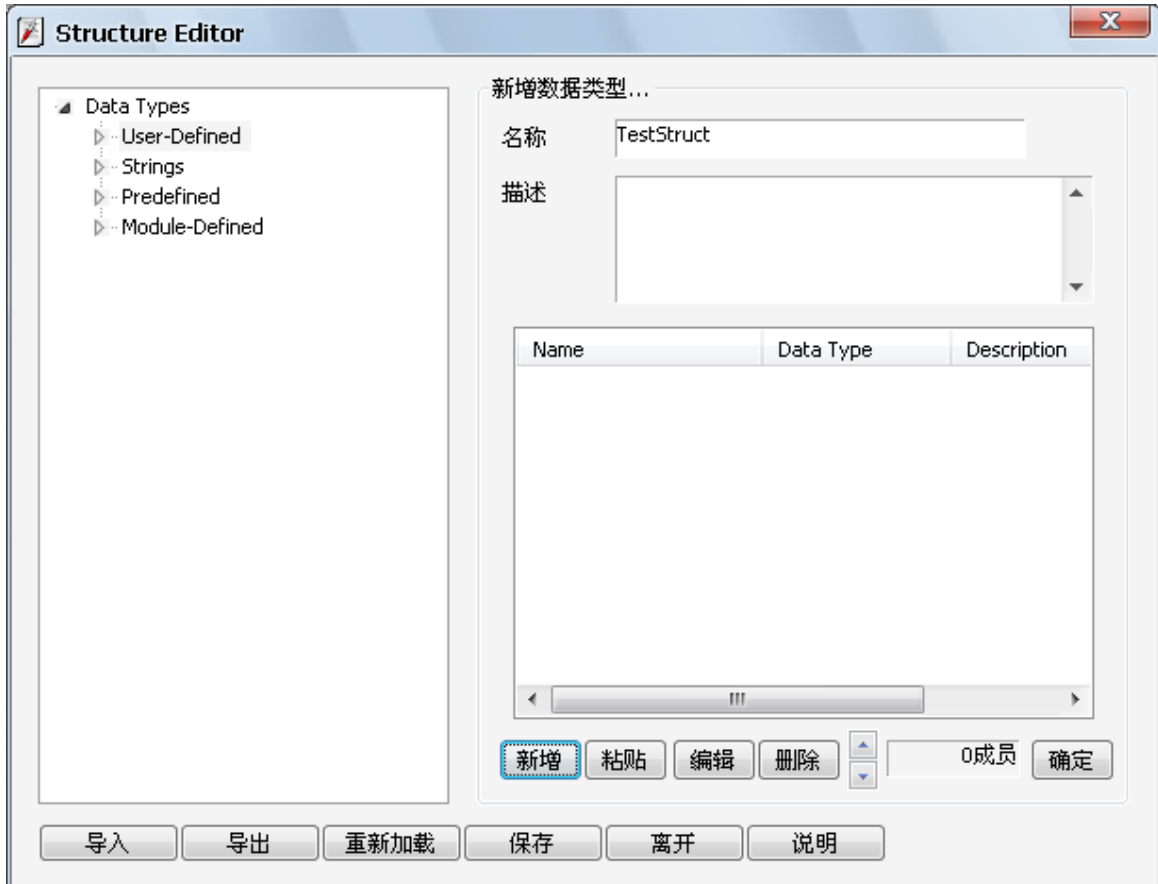 Structure Editor
Data Types
User-Defined
Strings
Predefined
Module-Defined
新增数据类型...
名称 TestStruct
描述
Name Data Type Description
新增 粘贴 编辑 删除 0成员 确定
导入 导出 重新加载 保存 离开 说明